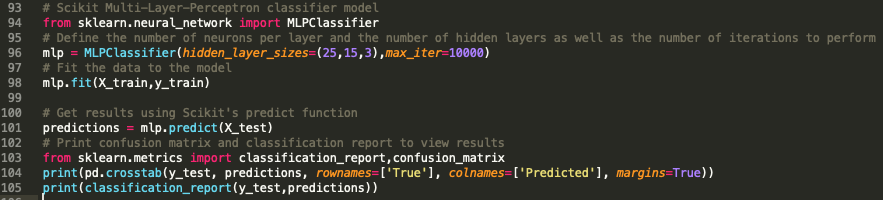 93 # Scikit Multi-Layer-Perceptron classifier model
94 from sklearn.neural_network import MLPClassifier
95 # Define the number of neurons per layer and the number of hidden layers as well as the number of iterations to perform
96 mlp = MLPClassifier(hidden_layer_sizes=(25,15,3),max_iter=10000)
97 # Fit the data to the model
98 mlp.fit(X_train,y_train)
99
100 # Get results using Scikit's predict function
101 predictions = mlp.predict(X_test)
102 # Print confusion matrix and classification report to view results
103 from sklearn.metrics import classification_report,confusion_matrix
104 print(pd.crosstab(y_test, predictions, rownames=['True'], colnames=['Predicted'], margins=True))
105 print(classification_report(y_test,predictions))